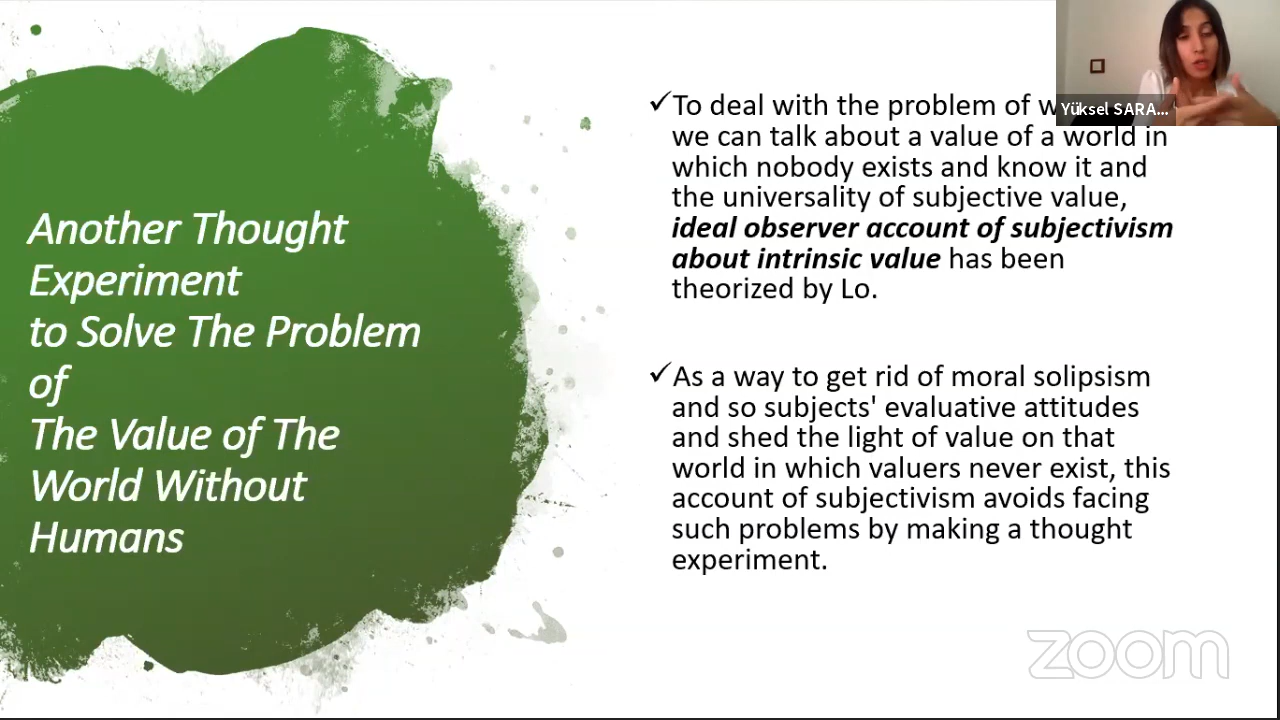 Another Thought
Experiment
to Solve The Problem
of
The Value of The
World Without
Humans
✓To deal with the problem of
we can talk about a value of a world in
which nobody exists and know it and
the universality of subjective value,
ideal observer account of subjectivism
about intrinsic value has been
theorized by Lo.
✓As a way to get rid of moral solipsism
and so subjects' evaluative attitudes
and shed the light of value on that
world in which valuers never exist, this
account of subjectivism avoids facing
such problems by making a thought
experiment.
Yüksel SARA...
zoom